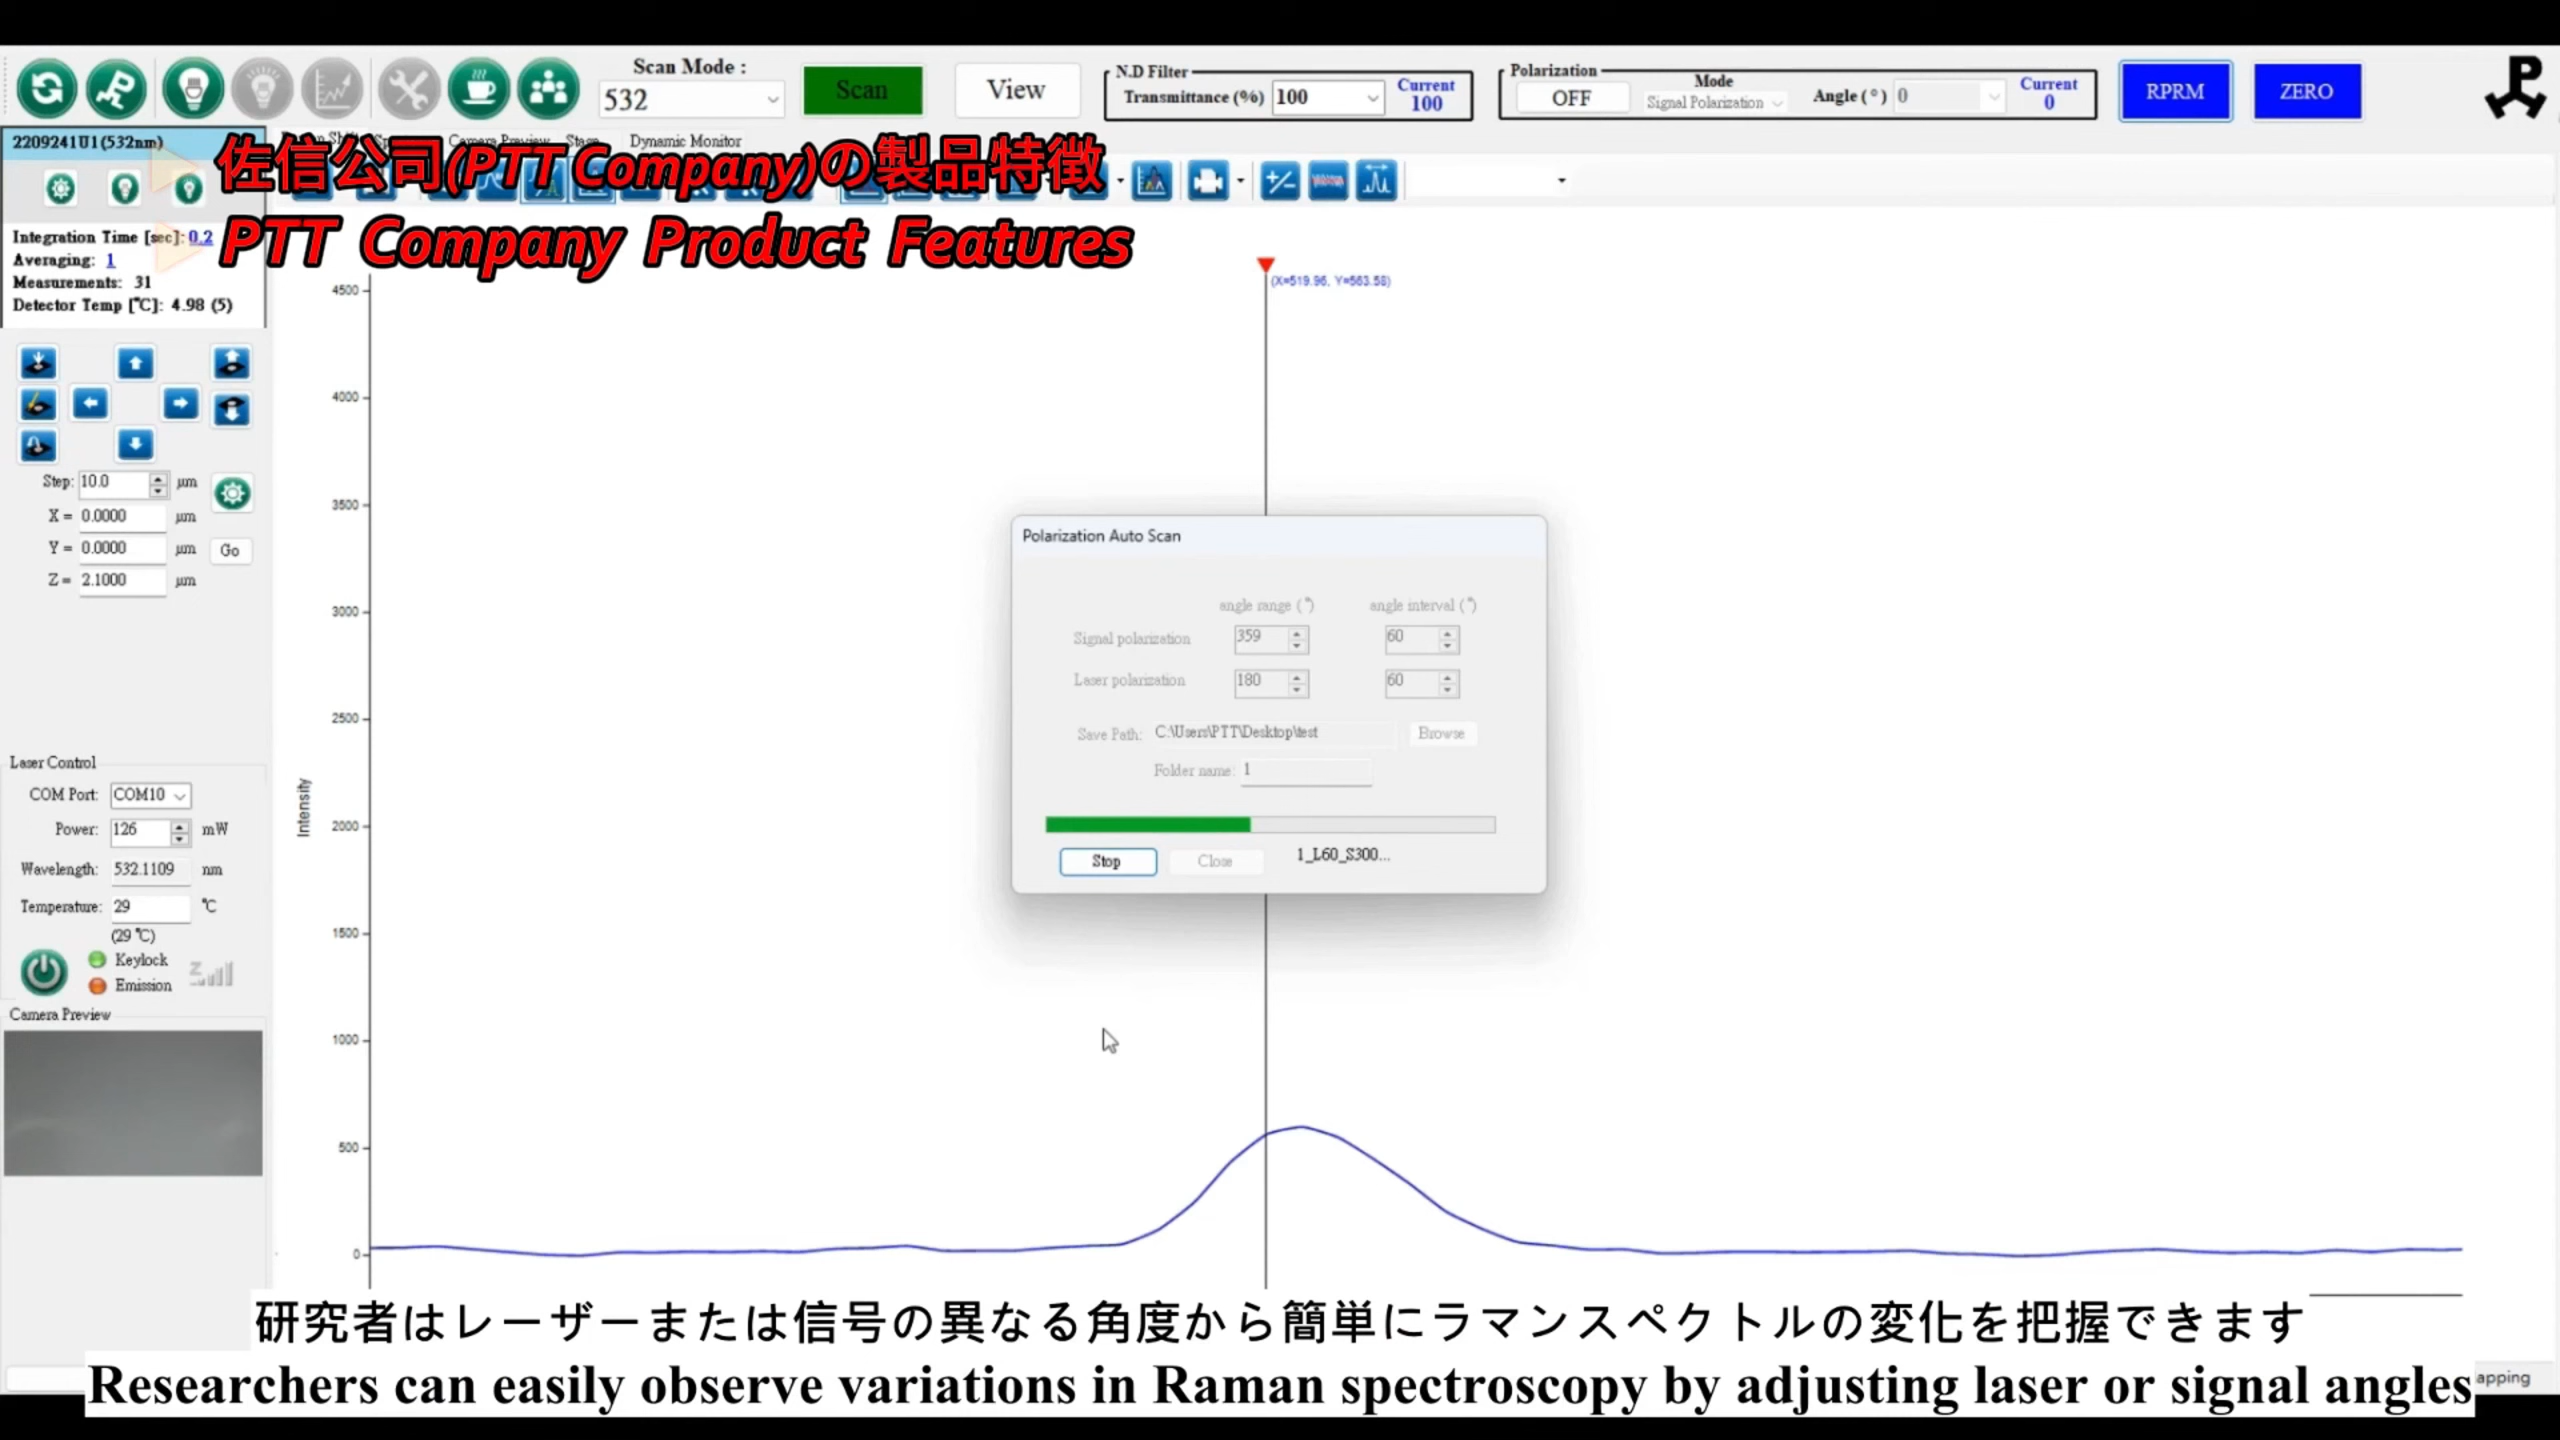 Scan Mode :
532
Scan
View
N.D Filter
Transmittance (%) 100
Current
100
Polarization
OFF
Mode
Signal Polarization
Angle (°) 0
Current
0
RPRM
ZERO
2209241U1(532nm)
Camera Preview
Stage
Dynamic Monitor
佐信公司(PTT Company)の製品特徴
PTT Company Product Features
Integration Time [sec]: 0.2
Averaging: 1
Measurements: 31
Detector Temp [℃]: 4.98 (5)
Step: 10.0 μm
X = 0.0000 μm
Y = 0.0000 μm
Go
Z = 2.1000 μm
Laser Control
COM Port: COM10
Power: 126 mW
Wavelength: 532.1109 nm
Temperature: 29 ℃
(29 ℃)
Keylock
Emission
Camera Preview
(X=519.96, Y=563.58)
4500
4000
3500
3000
2500
2000
1500
1000
500
0
Intensity
Polarization Auto Scan
angle range (°) angle interval (°)
Signal polarization 359 60
Laser polarization 180 60
Save Path: C:\Users\PTT\Desktop\test Browse
Folder name: 1
Stop Close 1_L60_S300...
研究者はレーザーまたは信号の異なる角度から簡単にラマンスペクトルの変化を把握できます
Researchers can easily observe variations in Raman spectroscopy by adjusting laser or signal angles
apping